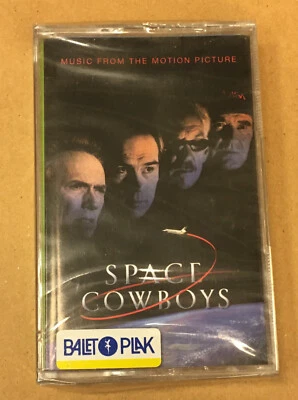 MUSIC FROM THE MOTION PICTURE
SPACE
COWBOYS
BALET PLAK